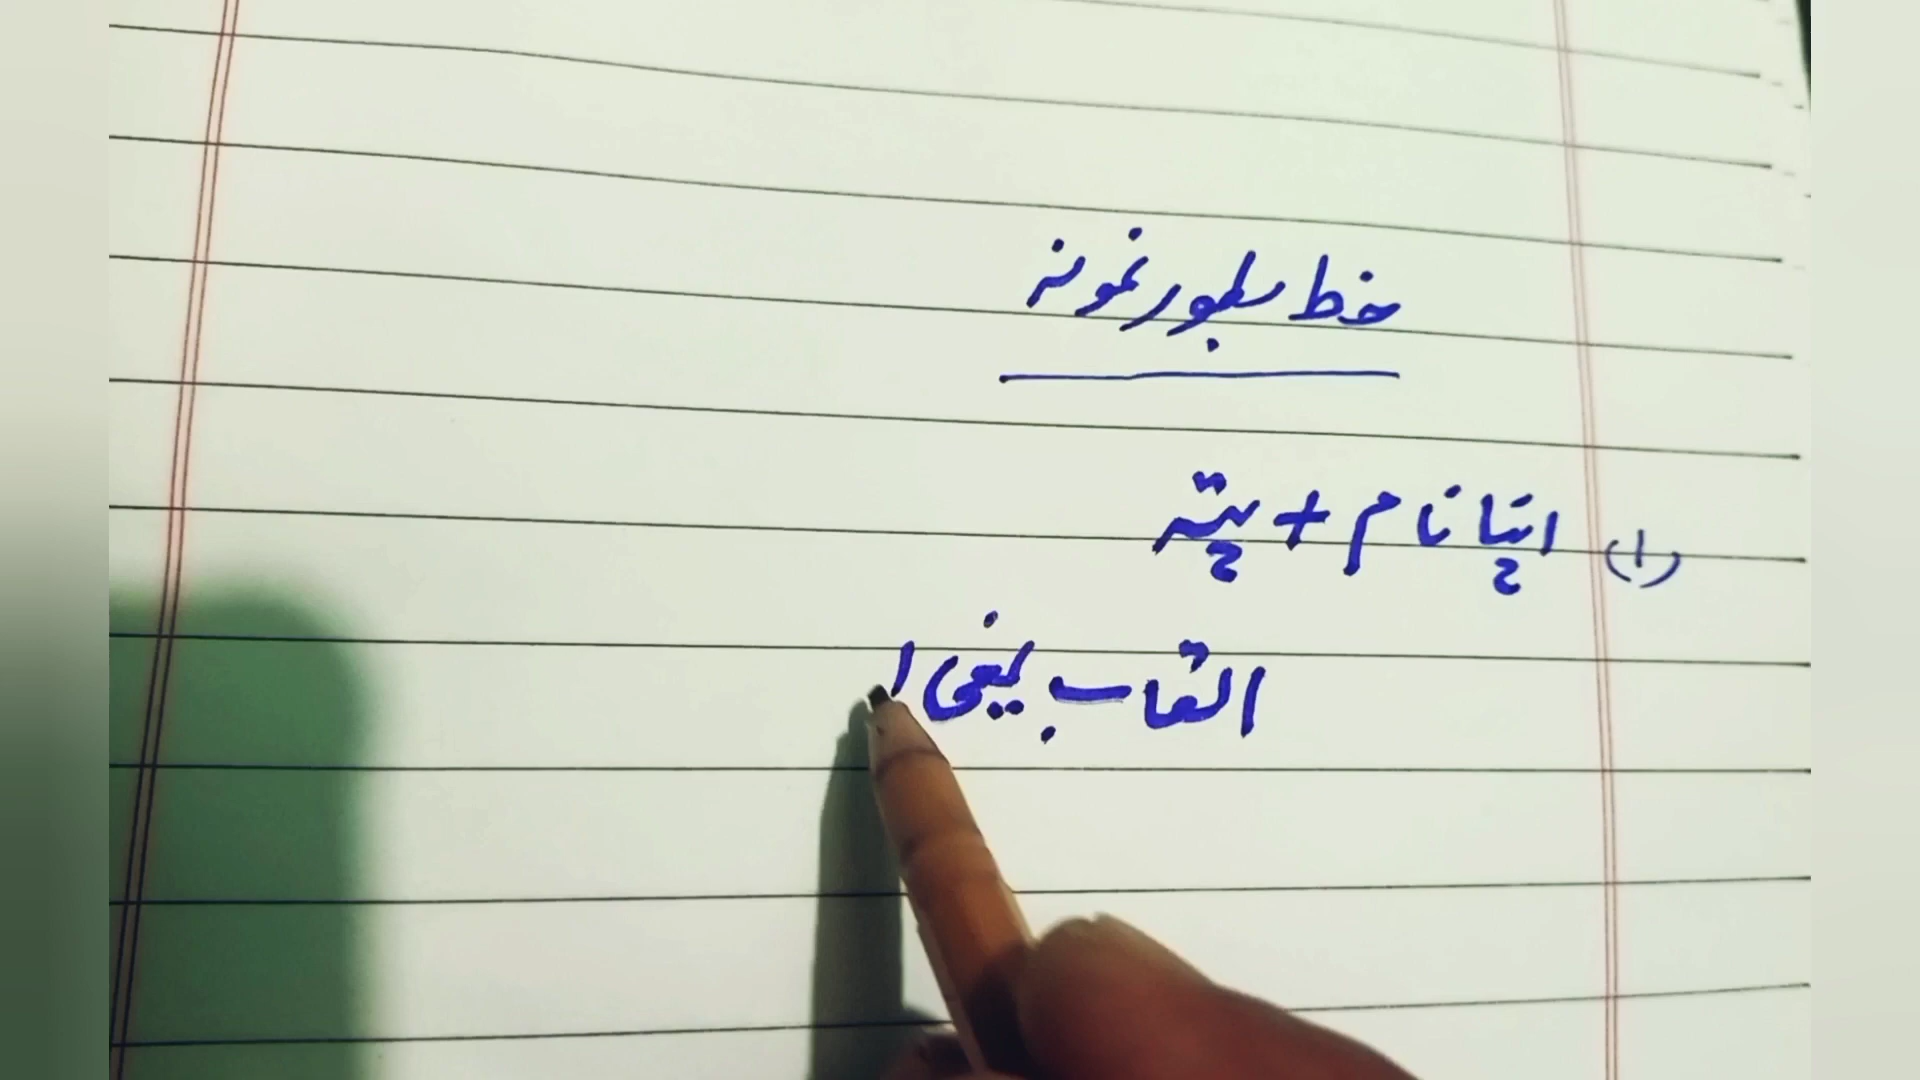 خط بطور نمونہ
(۱) اپنا نام + پتہ
القاب یعنی ا